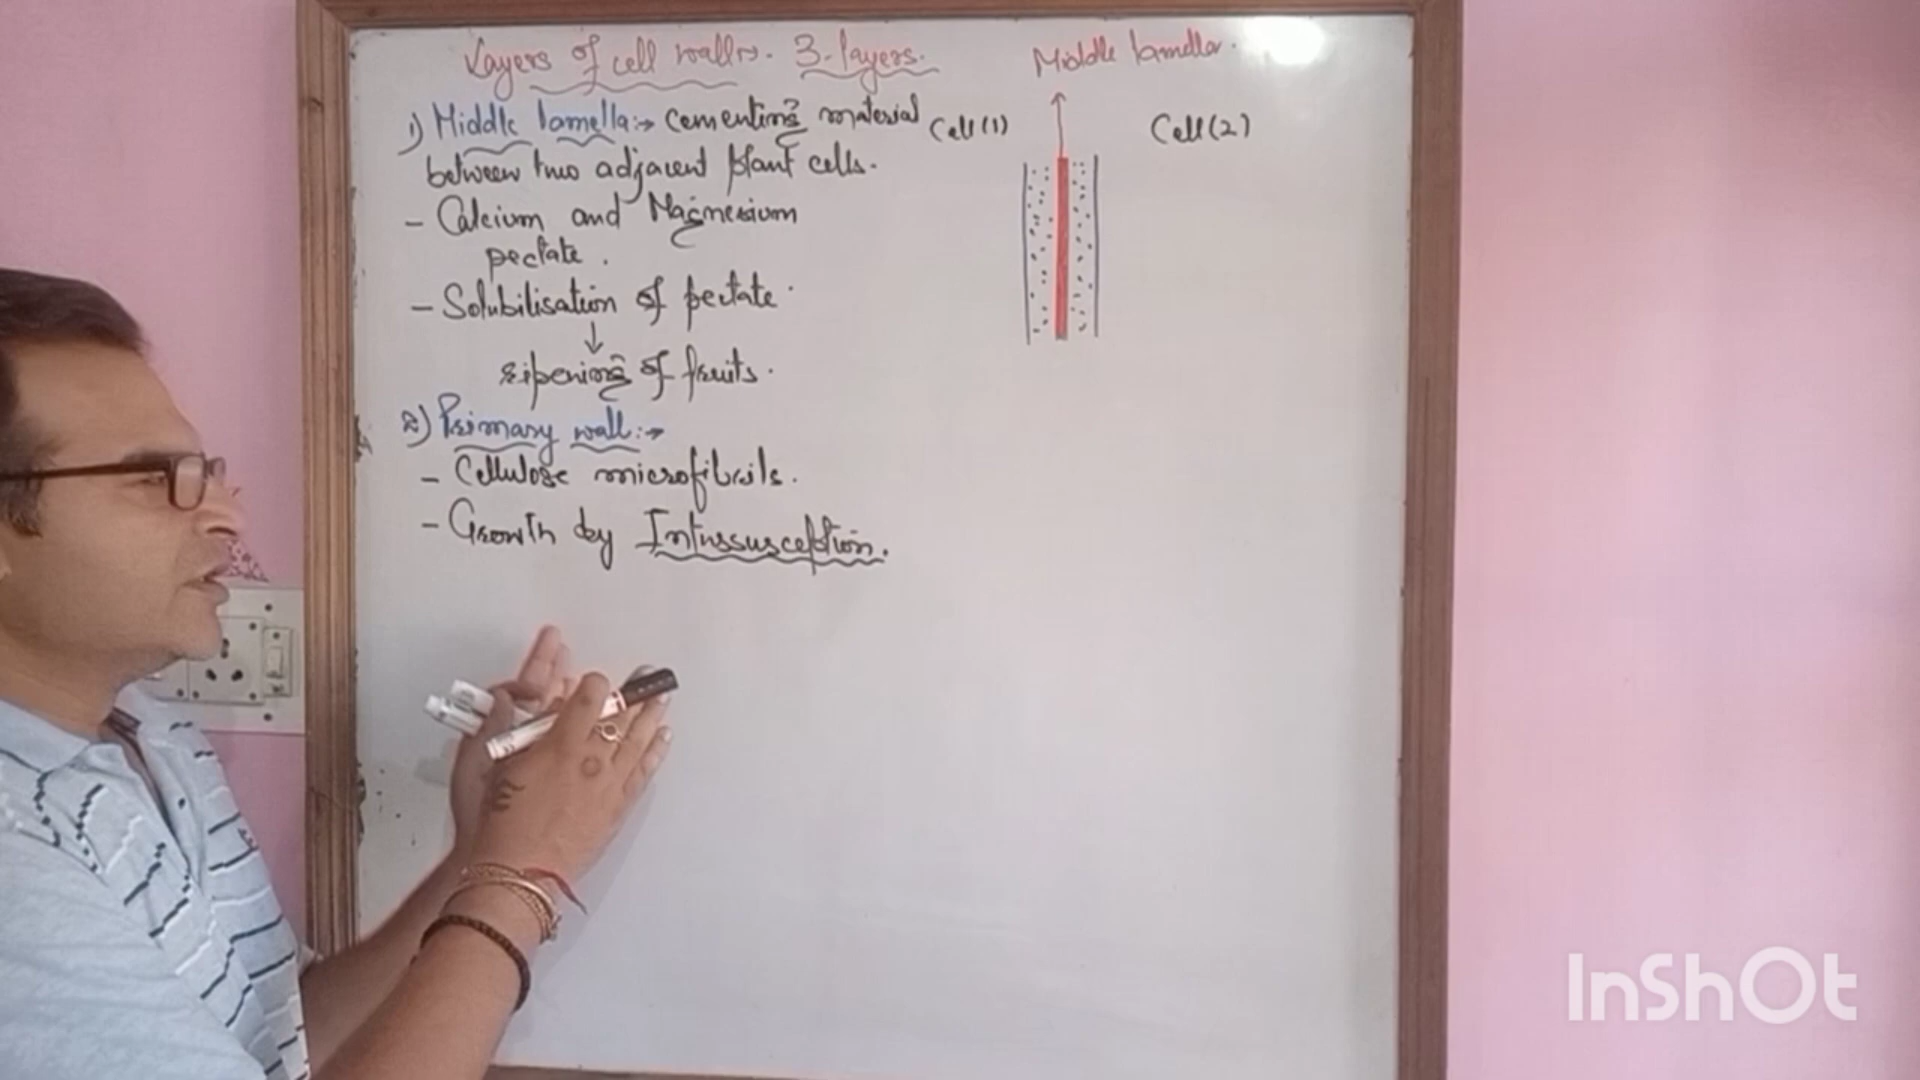 Layers of cell walls. 3-layers.
1) Middle lamella:→ cementing material
between two adjacent plant cells.
- Calcium and Magnesium
pectate.
- Solubilisation of pectate.
↓
ripening of fruits.
2) Primary wall:→
- Cellulose microfibrils.
- Growth by Intussusception.
Middle lamella.
Cell(1)
Cell(2)
InShOt